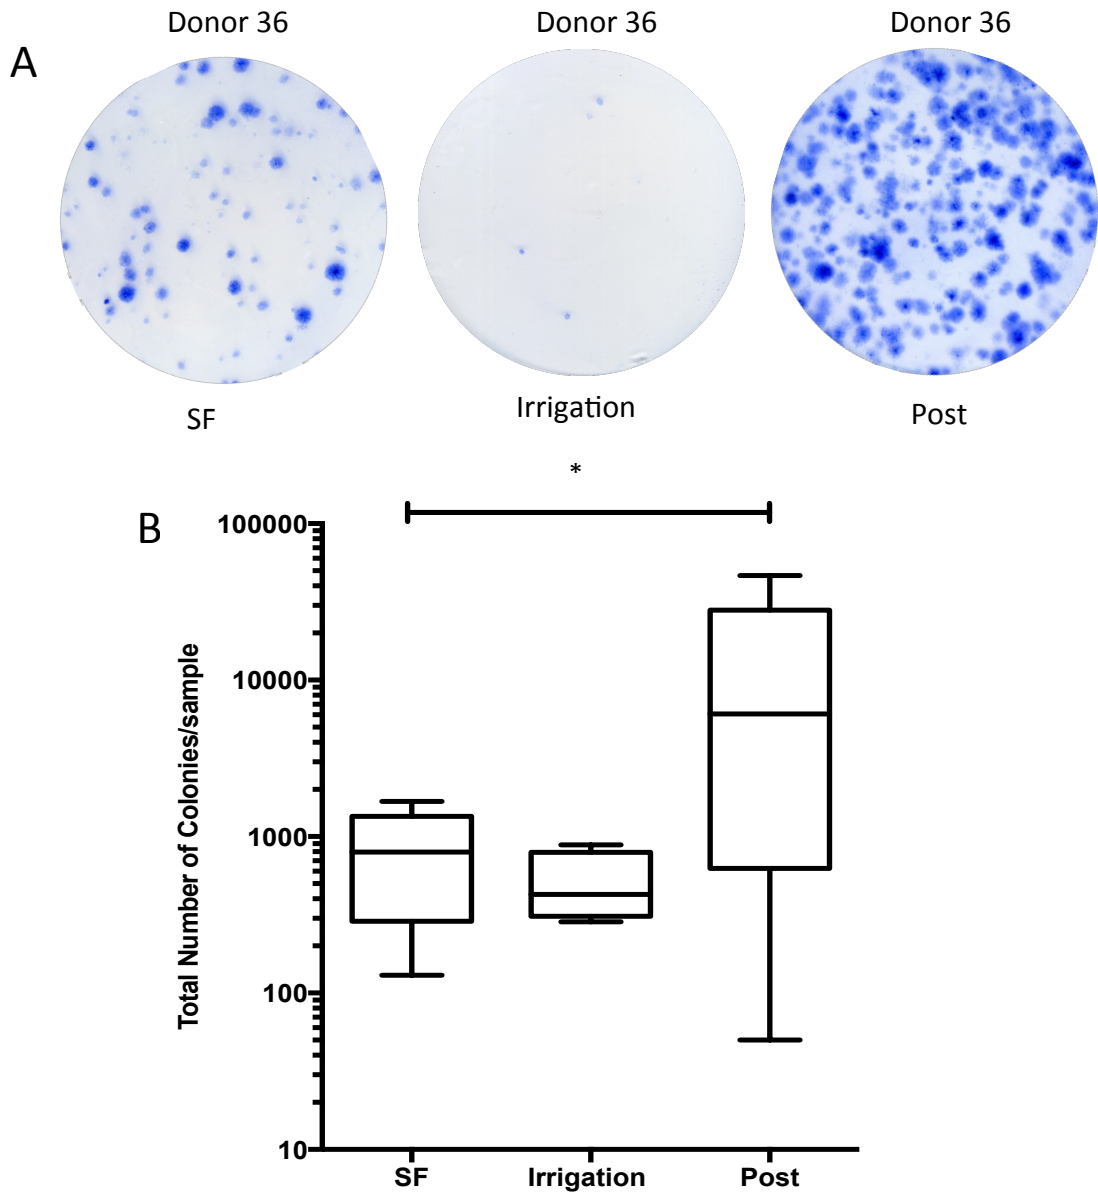 Donor 36 Donor 36 Donor 36
A
SF Irrigation Post
*
B
100000
10000
1000
100
10
Total Number of Colonies/sample
SF Irrigation Post